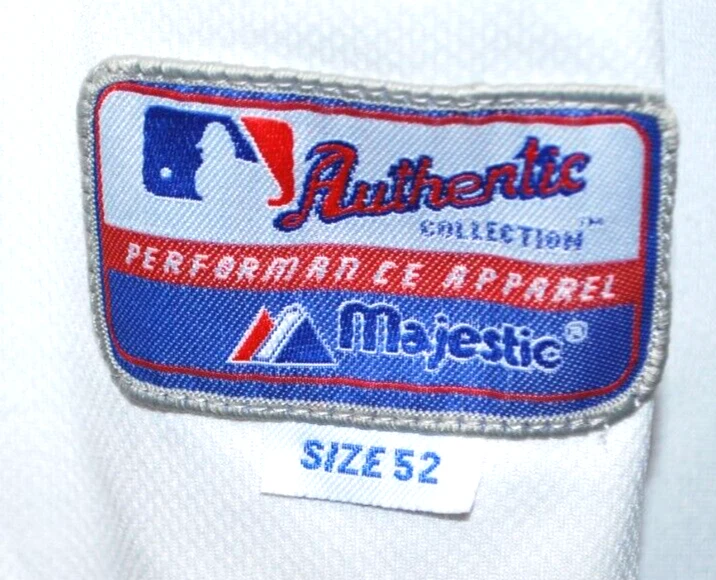 Authentic
COLLECTION™
PERFORMANCE APPAREL
Majestic®
SIZE 52